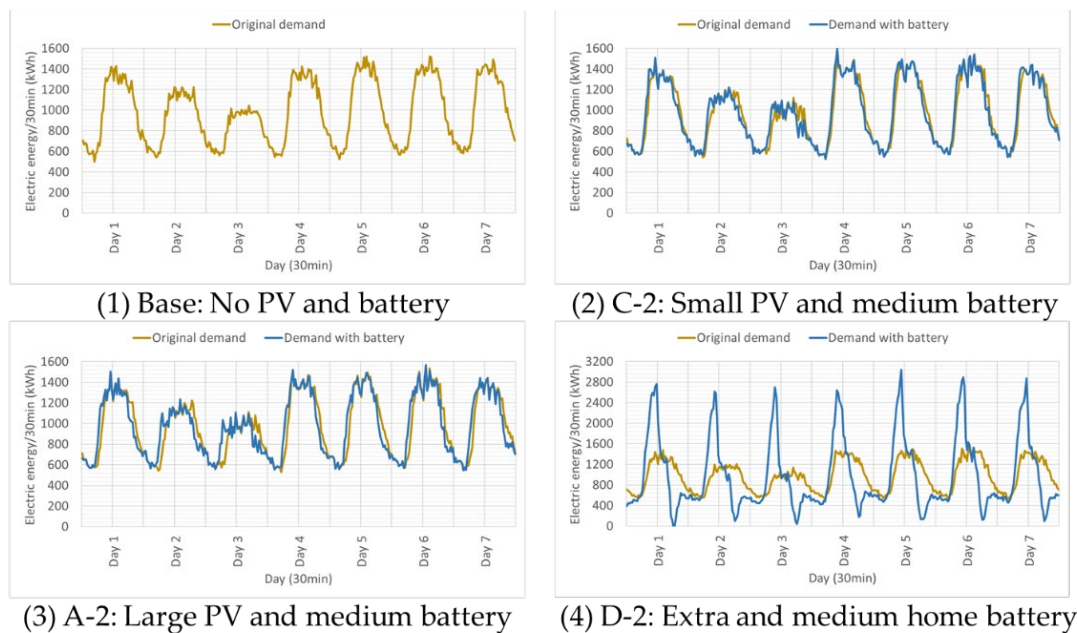 Original demand
Electric energy/30min (kWh)
1600
1400
1200
1000
800
600
400
200
0
Day 1
Day 2
Day 3
Day 4
Day 5
Day 6
Day 7
Day (30min)
(1) Base: No PV and battery
Original demand Demand with battery
Electric energy/30min (kWh)
1600
1400
1200
1000
800
600
400
200
0
Day 1
Day 2
Day 3
Day 4
Day 5
Day 6
Day 7
Day (30min)
(2) C-2: Small PV and medium battery
Original demand Demand with battery
Electric energy/30min (kWh)
1600
1400
1200
1000
800
600
400
200
0
Day 1
Day 2
Day 3
Day 4
Day 5
Day 6
Day 7
Day (30min)
(3) A-2: Large PV and medium battery
Original demand Demand with battery
Electric energy/30min (kWh)
3200
2800
2400
2000
1600
1200
800
400
0
Day 1
Day 2
Day 3
Day 4
Day 5
Day 6
Day 7
Day (30min)
(4) D-2: Extra and medium home battery